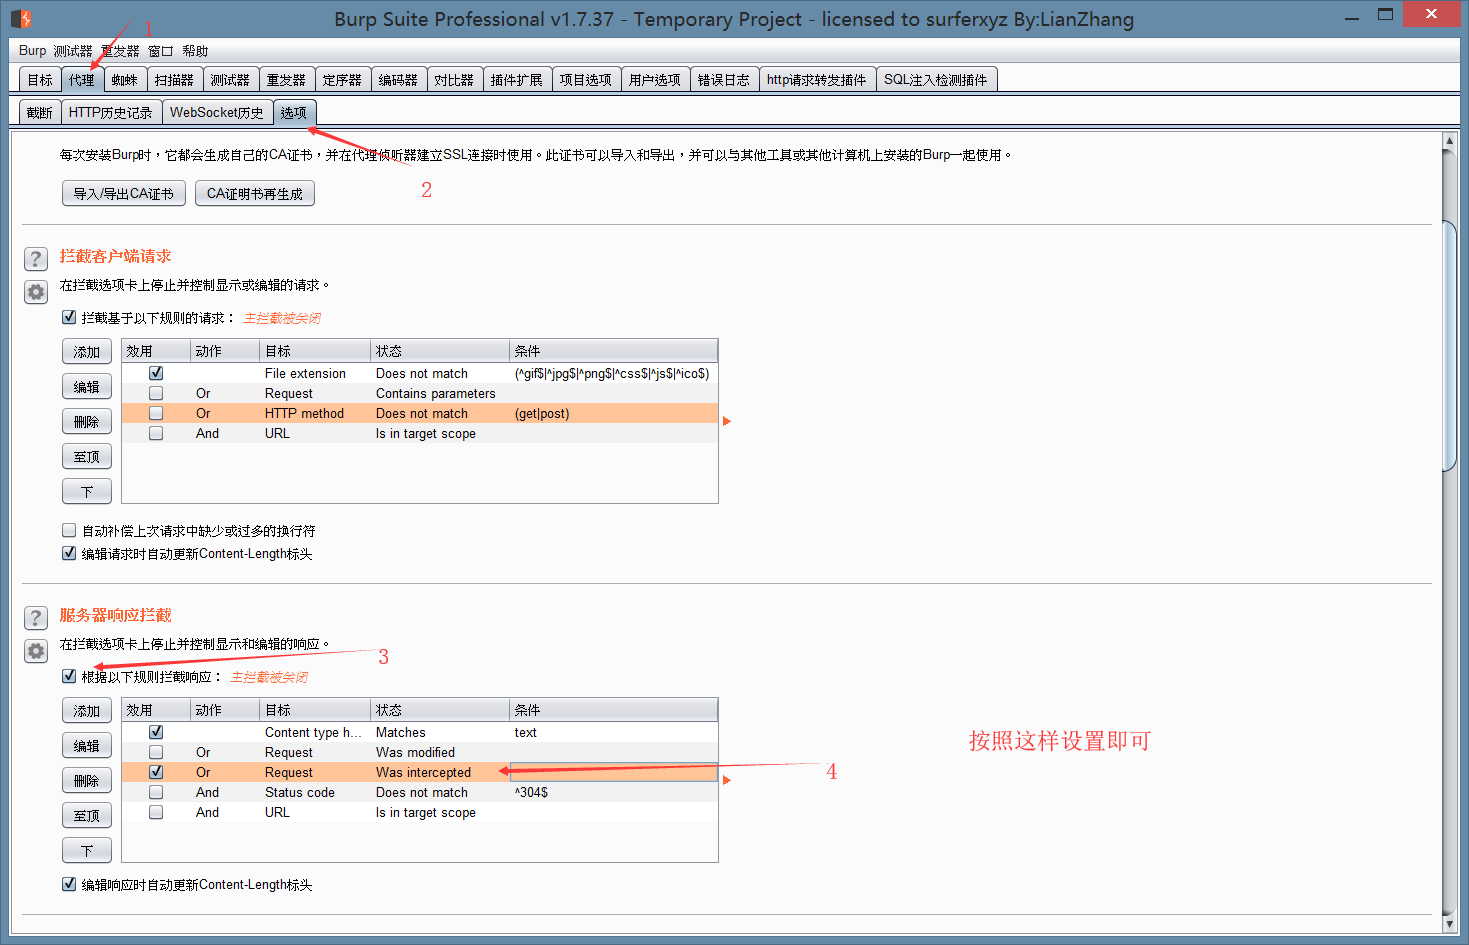 Burp Suite Professional v1.7.37 - Temporary Project - licensed to surferxyz By:LianZhang
1
Burp 测试器 重发器 窗口 帮助
目标 代理 蜘蛛 扫描器 测试器 重发器 定序器 编码器 对比器 插件扩展 项目选项 用户选项 错误日志 http请求转发插件 SQL注入检测插件
截断 HTTP历史记录 WebSocket历史 选项
每次安装Burp时，它都会生成自己的CA证书，并在代理侦听器建立SSL连接时使用。此证书可以导入和导出，并可以与其他工具或其他计算机上安装的Burp一起使用。
导入/导出CA证书 CA证明书再生成
2
? 拦截客户端请求
在拦截选项卡上停止并控制显示或编辑的请求。
拦截基于以下规则的请求： 主拦截被关闭
添加 效用 动作 目标 状态 条件
File extension Does not match (^gif$|^jpg$|^png$|^css$|^js$|^ico$)
编辑 Or Request Contains parameters
删除 Or HTTP method Does not match (get|post)
And URL Is in target scope
至顶
下
自动补偿上次请求中缺少或过多的换行符
编辑请求时自动更新Content-Length标头
? 服务器响应拦截
在拦截选项卡上停止并控制显示和编辑的响应。
3
根据以下规则拦截响应： 主拦截被关闭
添加 效用 动作 目标 状态 条件
Content type h... Matches text
编辑 Or Request Was modified
按照这样设置即可
删除 Or Request Was intercepted
4
And Status code Does not match ^304$
至顶 And URL Is in target scope
下
编辑响应时自动更新Content-Length标头